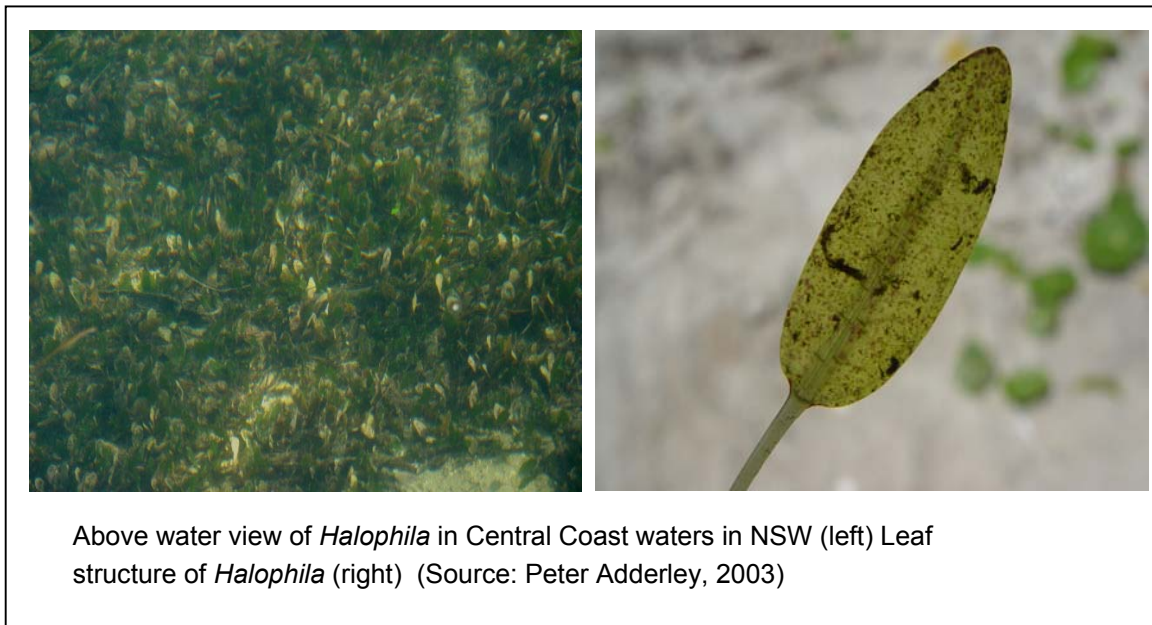 Above water view of Halophila in Central Coast waters in NSW (left) Leaf
structure of Halophila (right)  (Source: Peter Adderley, 2003)